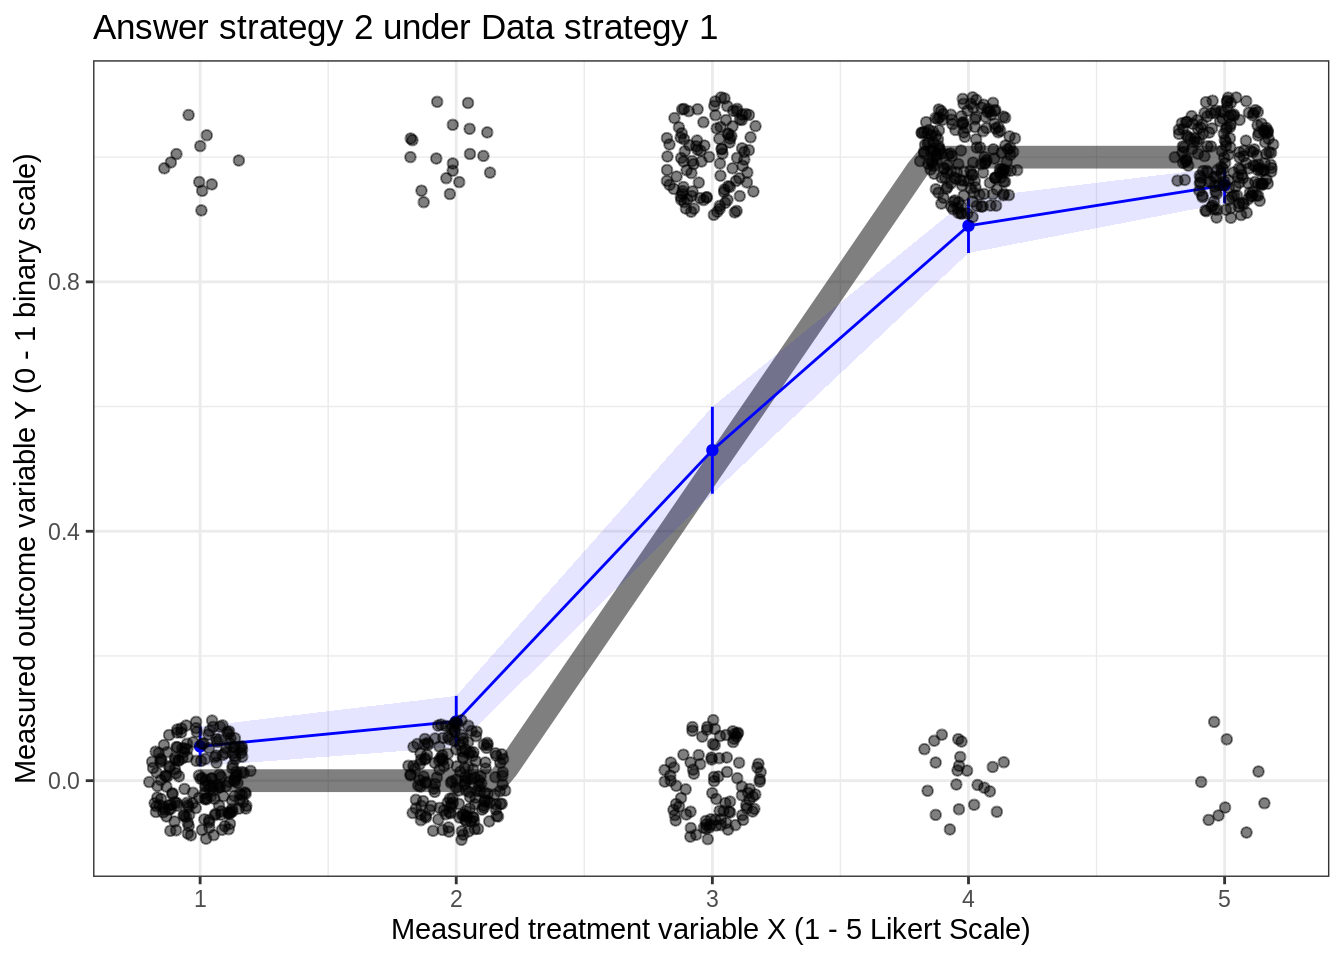 Answer strategy 2 under Data strategy 1
Measured outcome variable Y (0 - 1 binary scale)
0.8
0.4
0.0
1 2 3 4 5
Measured treatment variable X (1 - 5 Likert Scale)